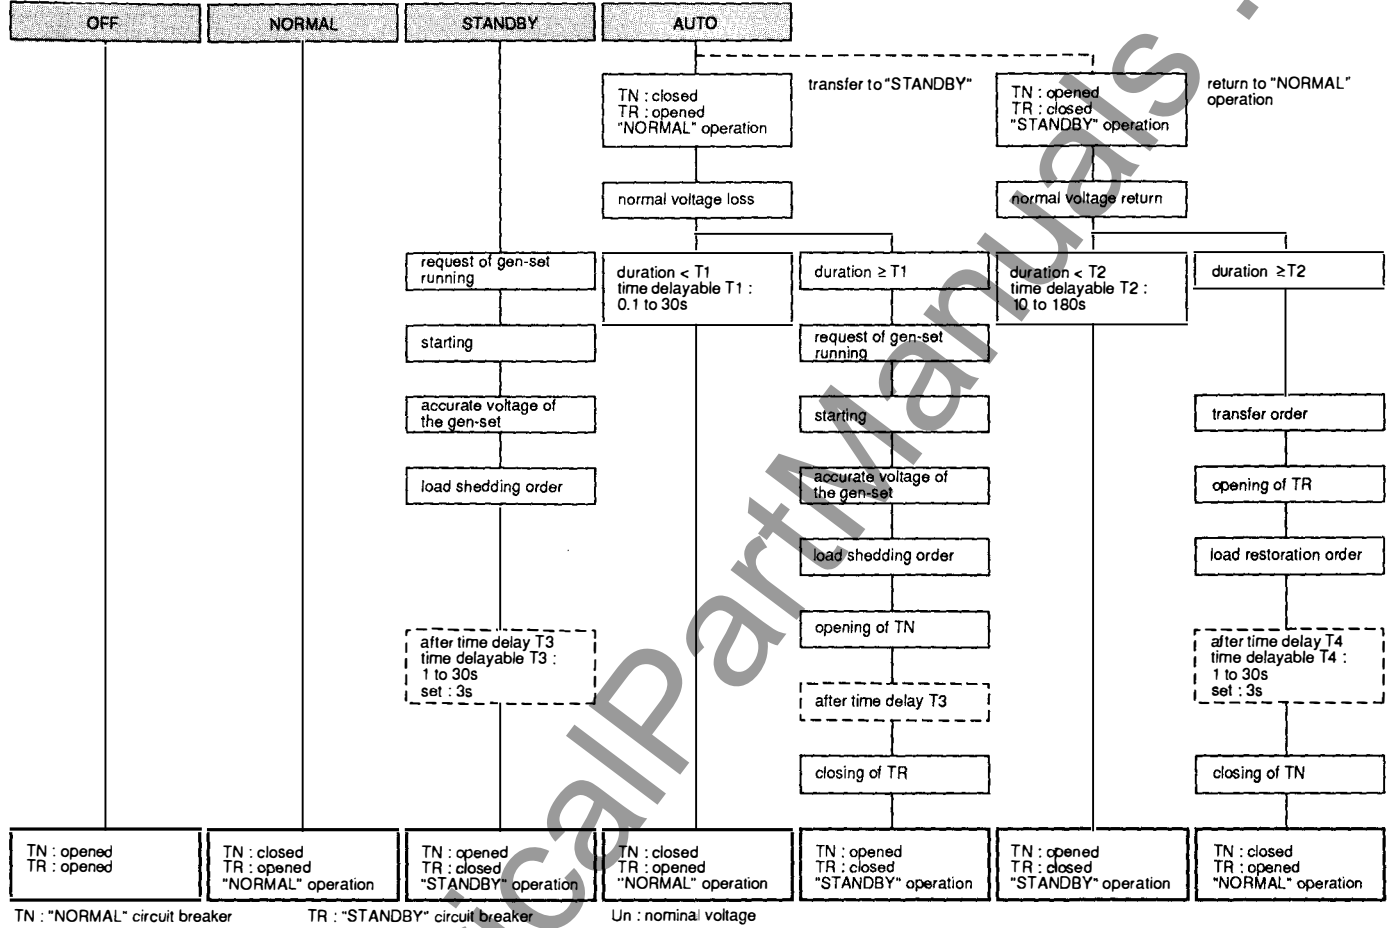 OFF
NORMAL
STANDBY
AUTO
TN : closed
TR : opened
"NORMAL" operation
transfer to "STANDBY"
TN : opened
TR : closed
"STANDBY" operation
return to "NORMAL"
operation
normal voltage loss
normal voltage return
request of gen-set
running
duration < T1
time delayable T1 :
0.1 to 30s
duration ≥ T1
duration < T2
time delayable T2 :
10 to 180s
duration ≥T2
starting
request of gen-set
running
accurate voltage of
the gen-set
starting
transfer order
load shedding order
accurate voltage of
the gen-set
opening of TR
load shedding order
load restoration order
opening of TN
after time delay T3
time delayable T3 :
1 to 30s
set : 3s
after time delay T3
after time delay T4
time delayable T4 :
1 to 30s
set : 3s
closing of TR
closing of TN
TN : opened
TR : opened
TN : closed
TR : opened
"NORMAL" operation
TN : opened
TR : closed
"STANDBY" operation
TN : closed
TR : opened
"NORMAL" operation
TN : opened
TR : closed
"STANDBY" operation
TN : opened
TR : closed
"STANDBY" operation
TN : closed
TR : opened
"NORMAL" operation
TN : "NORMAL" circuit breaker
TR : "STANDBY" circuit breaker
Un : nominal voltage
icalPartManuals .